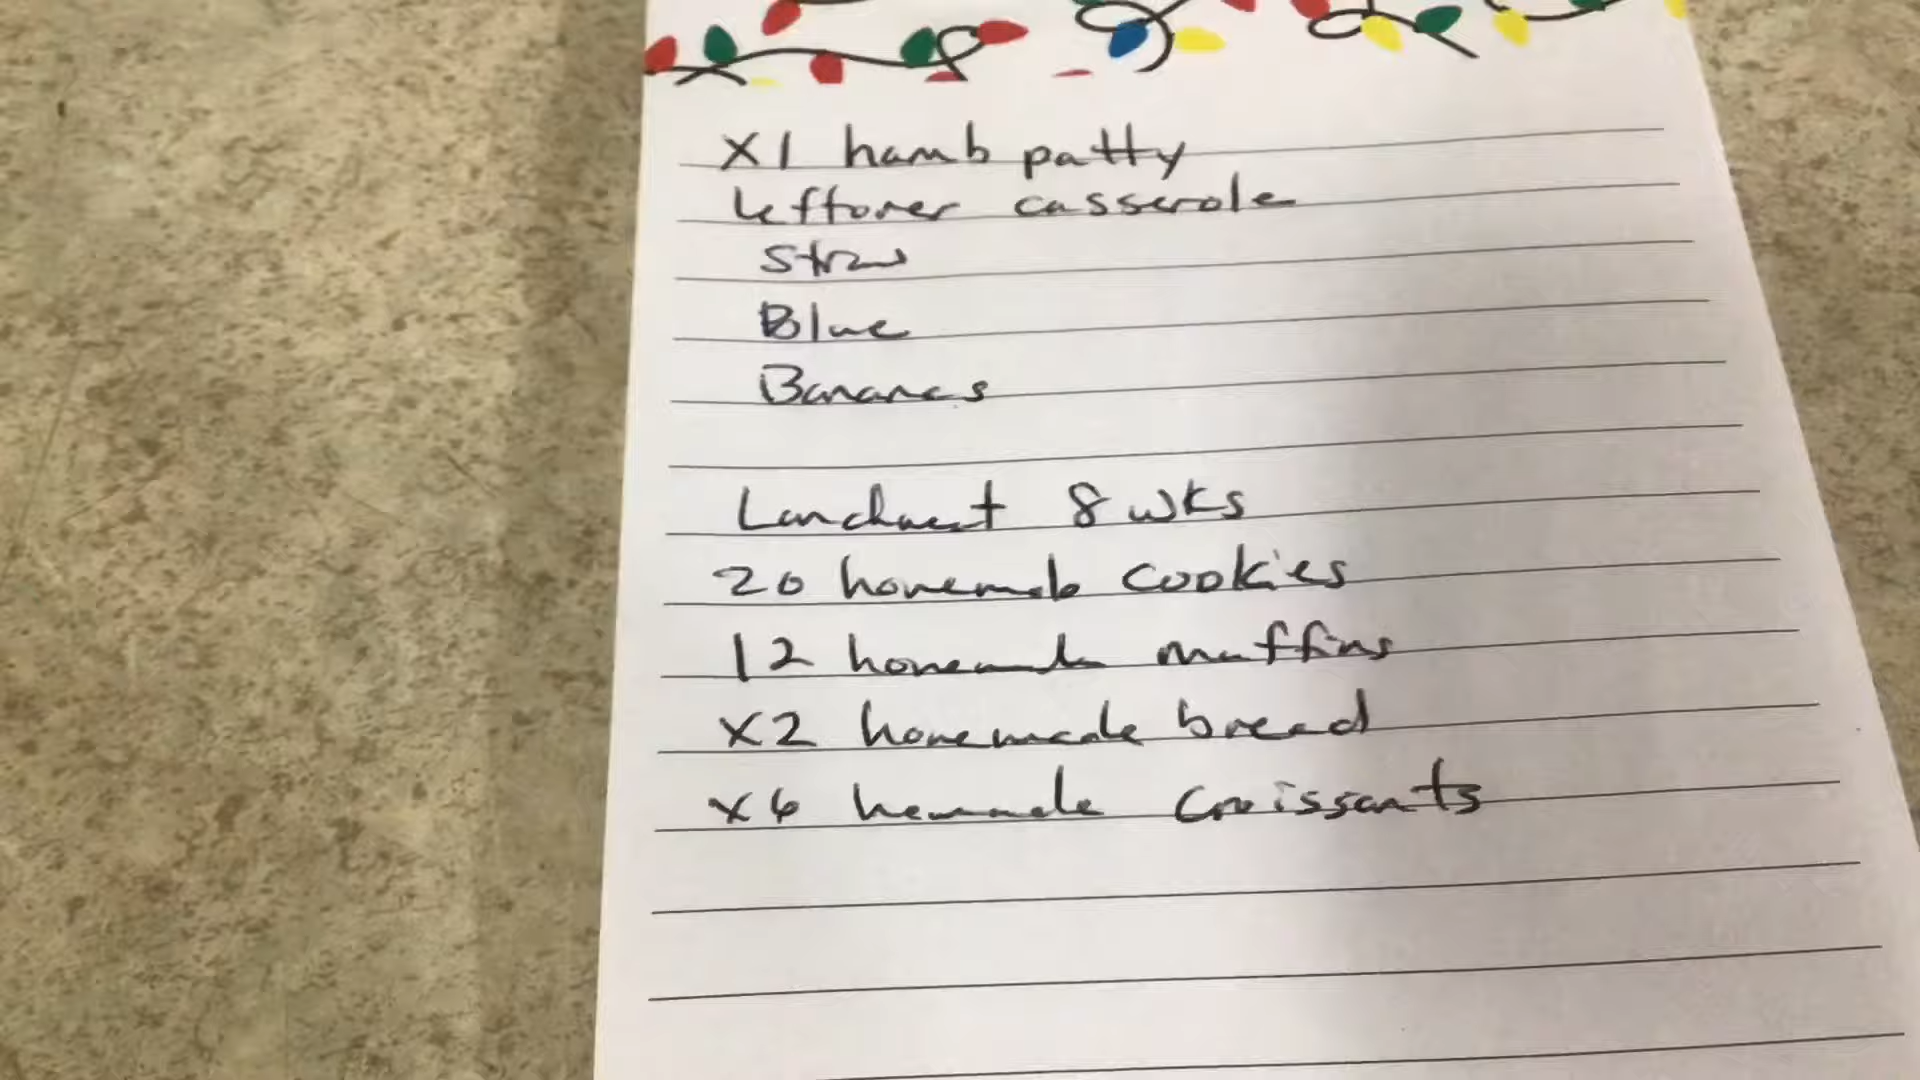 X1 hamb patty
leftover casserole
Straw
Blue
Bananas
Lunchmeat 8 wks
20 homemade cookies
12 homemade muffins
X2 homemade bread
X6 homemade croissants